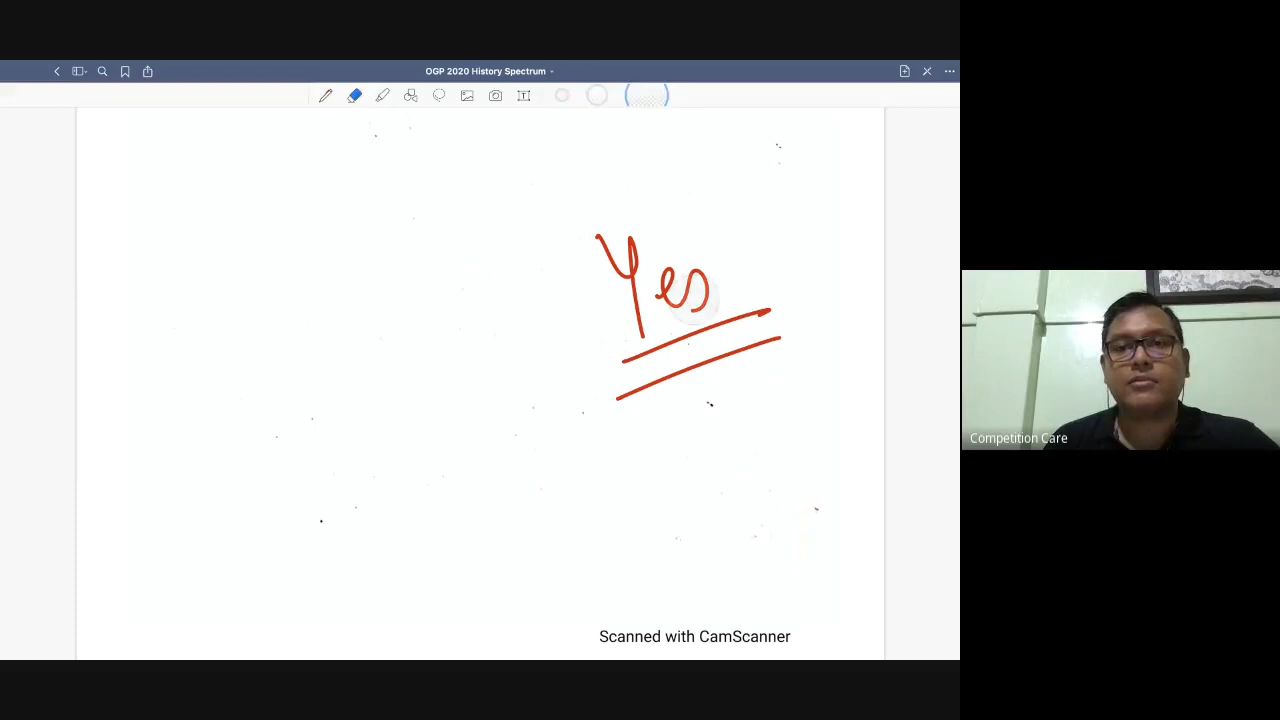 OGP 2020 History Spectrum
Yes
Competition Care
Scanned with CamScanner